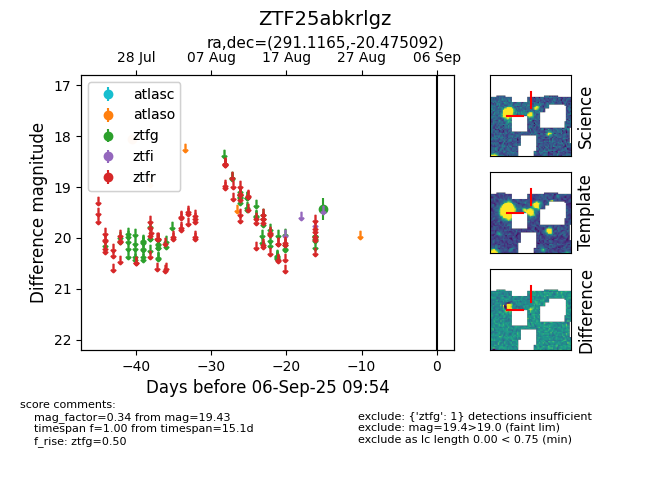 ZTF25abkrlgz
ra,dec=(291.1165,-20.475092)
28 Jul 07 Aug 17 Aug 27 Aug 06 Sep
17
18
19
20
21
22
Difference magnitude
atlasc
atlaso
ztfg
ztfi
ztfr
−40 −30 −20 −10 0
Days before 06-Sep-25 09:54
Science
Template
Difference
score comments:
mag_factor=0.34 from mag=19.43
timespan f=1.00 from timespan=15.1d
f_rise: ztfg=0.50
exclude: {'ztfg': 1} detections insufficient
exclude: mag=19.4>19.0 (faint lim)
exclude as lc length 0.00 < 0.75 (min)